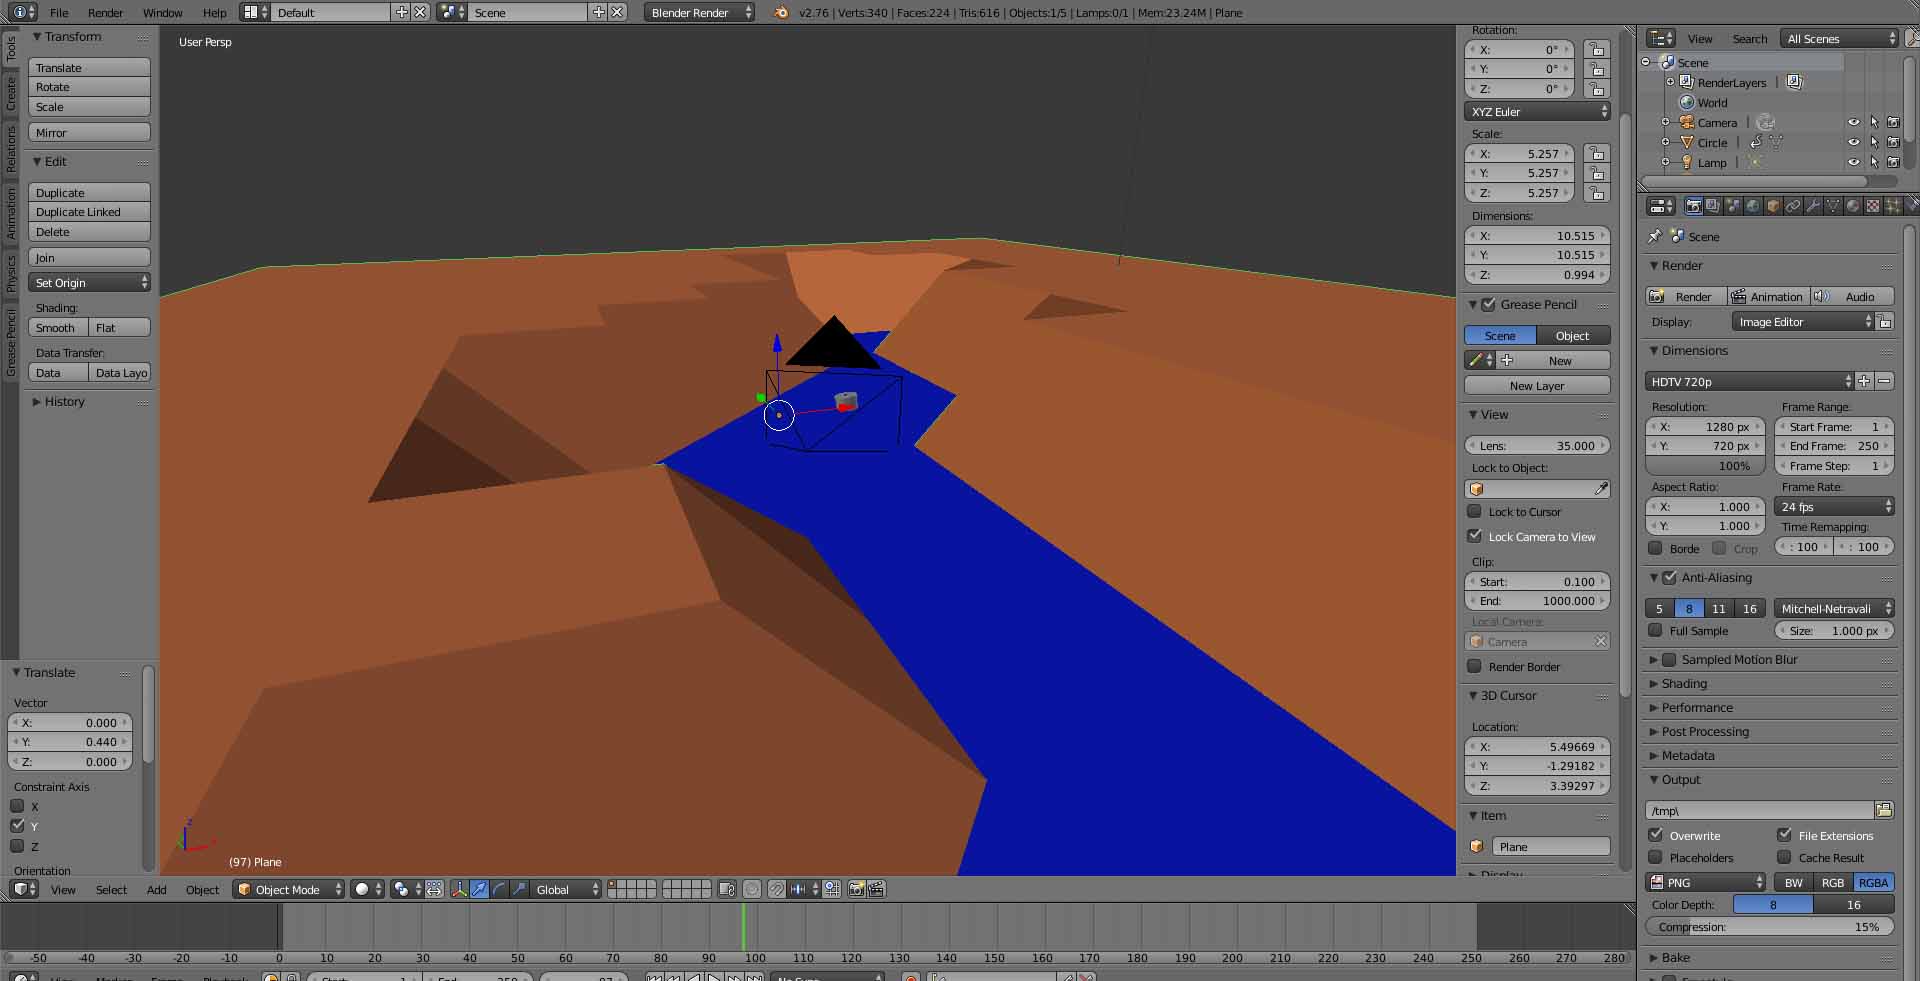 File Render Window Help Default Scene Blender Render v2.76 | Verts:340 | Faces:224 | Tris:616 | Objects:1/5 | Lamps:0/1 | Mem:23.24M | Plane
Tools
Create
Relations
Animation
Physics
Grease Pencil
Transform
Translate
Rotate
Scale
Mirror
Edit
Duplicate
Duplicate Linked
Delete
Join
Set Origin
Shading:
Smooth Flat
Data Transfer:
Data Data Layo
History
Translate
Vector
X: 0.000
Y: 0.440
Z: 0.000
Constraint Axis
X
Y
Z
Orientation
User Persp
z
(97) Plane
View Select Add Object Object Mode Global
-50 -40 -30 -20 -10 0 10 20 30 40 50 60 70 80 90 100 110 120 130 140 150 160 170 180 190 200 210 220 230 240 250 260 270 280
Rotation:
X: 0°
Y: 0°
Z: 0°
XYZ Euler
Scale:
X: 5.257
Y: 5.257
Z: 5.257
Dimensions:
X: 10.515
Y: 10.515
Z: 0.994
Grease Pencil
Scene Object
New
New Layer
View
Lens: 35.000
Lock to Object:
Lock to Cursor
Lock Camera to View
Clip:
Start: 0.100
End: 1000.000
Local Camera:
Camera
Render Border
3D Cursor
Location:
X: 5.49669
Y: -1.29182
Z: 3.39297
Item
Plane
Display
View Search All Scenes
Scene
RenderLayers |
World
Camera |
Circle |
Lamp |
Scene
Render
Render Animation Audio
Display: Image Editor
Dimensions
HDTV 720p
Resolution: Frame Range:
X: 1280 px Start Frame: 1
Y: 720 px End Frame: 250
100% Frame Step: 1
Aspect Ratio: Frame Rate:
X: 1.000 24 fps
Y: 1.000 Time Remapping:
Borde Crop : 100 : 100
Anti-Aliasing
5 8 11 16 Mitchell-Netravali
Full Sample Size: 1.000 px
Sampled Motion Blur
Shading
Performance
Post Processing
Metadata
Output
/tmp\
Overwrite File Extensions
Placeholders Cache Result
PNG BW RGB RGBA
Color Depth: 8 16
Compression: 15%
Bake